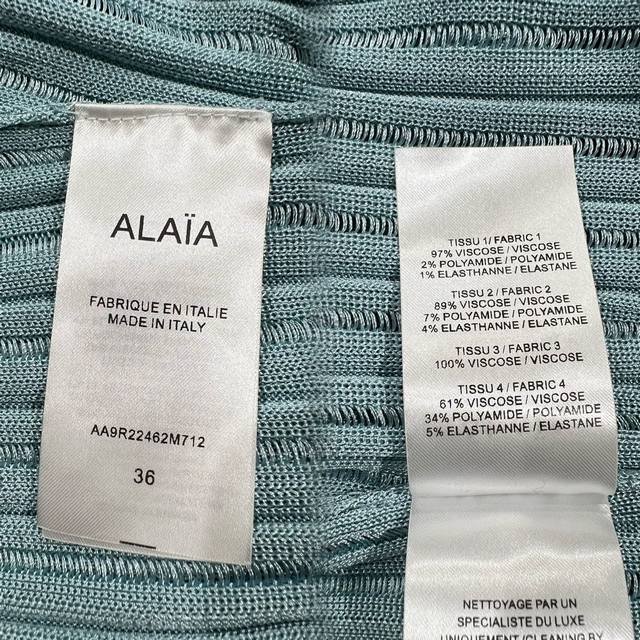 ALAÏA
FABRIQUE EN ITALIE
MADE IN ITALY
AA9R22462M712
36
TISSU 1/ FABRIC 1
97% VISCOSE / VISCOSE
2% POLYAMIDE / POLYAMIDE
1% ELASTHANNE / ELASTANE
TISSU 2 / FABRIC 2
89% VISCOSE / VISCOSE
7% POLYAMIDE / POLYAMIDE
4% ELASTHANNE / ELASTANE
TISSU 3 / FABRIC 3
100% VISCOSE / VISCOSE
TISSU 4 / FABRIC 4
61% VISCOSE / VISCOSE
34% POLYAMIDE / POLYAMIDE
5% ELASTHANNE / ELASTANE
NETTOYAGE PAR UN
SPECIALISTE DU LUXE
UNIQUEMENT/CLEANING BY